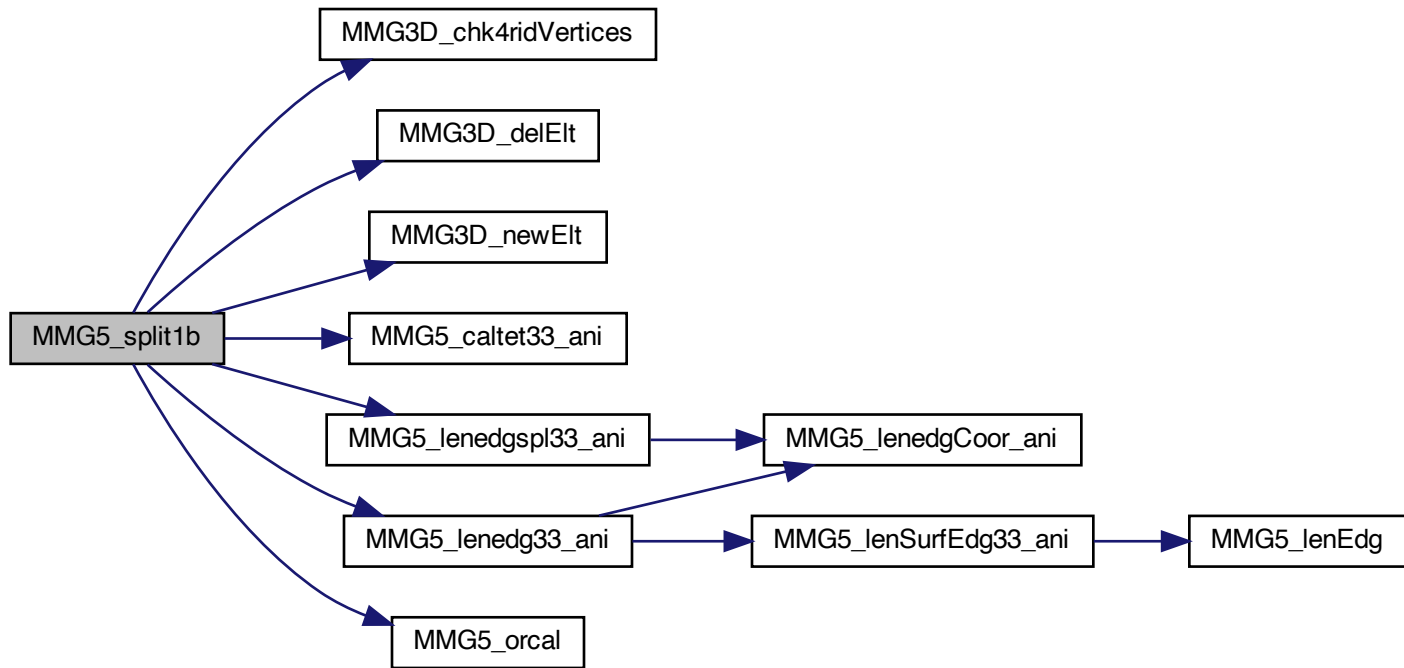 MMG3D_chk4ridVertices
MMG3D_delElt
MMG3D_newElt
MMG5_split1b
MMG5_caltet33_ani
MMG5_lenedgspl33_ani
MMG5_lenedgCoor_ani
MMG5_lenedg33_ani
MMG5_lenSurfEdg33_ani
MMG5_lenEdg
MMG5_orcal